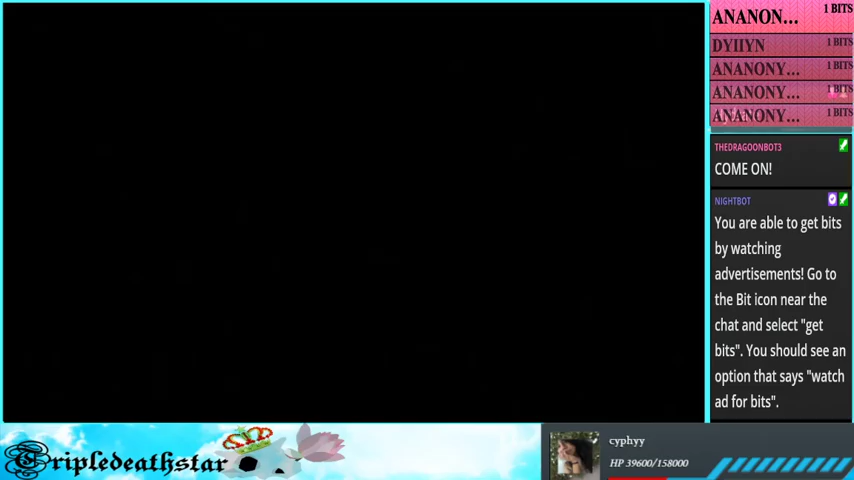 ANANON... 1 BITS
DYIIYN 1 BITS
ANANONY... 1 BITS
ANANONY... 1 BITS
ANANONY... 1 BITS
THEDRAGOONBOT3
COME ON!
NIGHTBOT
You are able to get bits
by watching
advertisements! Go to
the Bit icon near the
chat and select "get
bits". You should see an
option that says "watch
ad for bits".
Tripledeathstar
cyphyy
HP 39600/158000